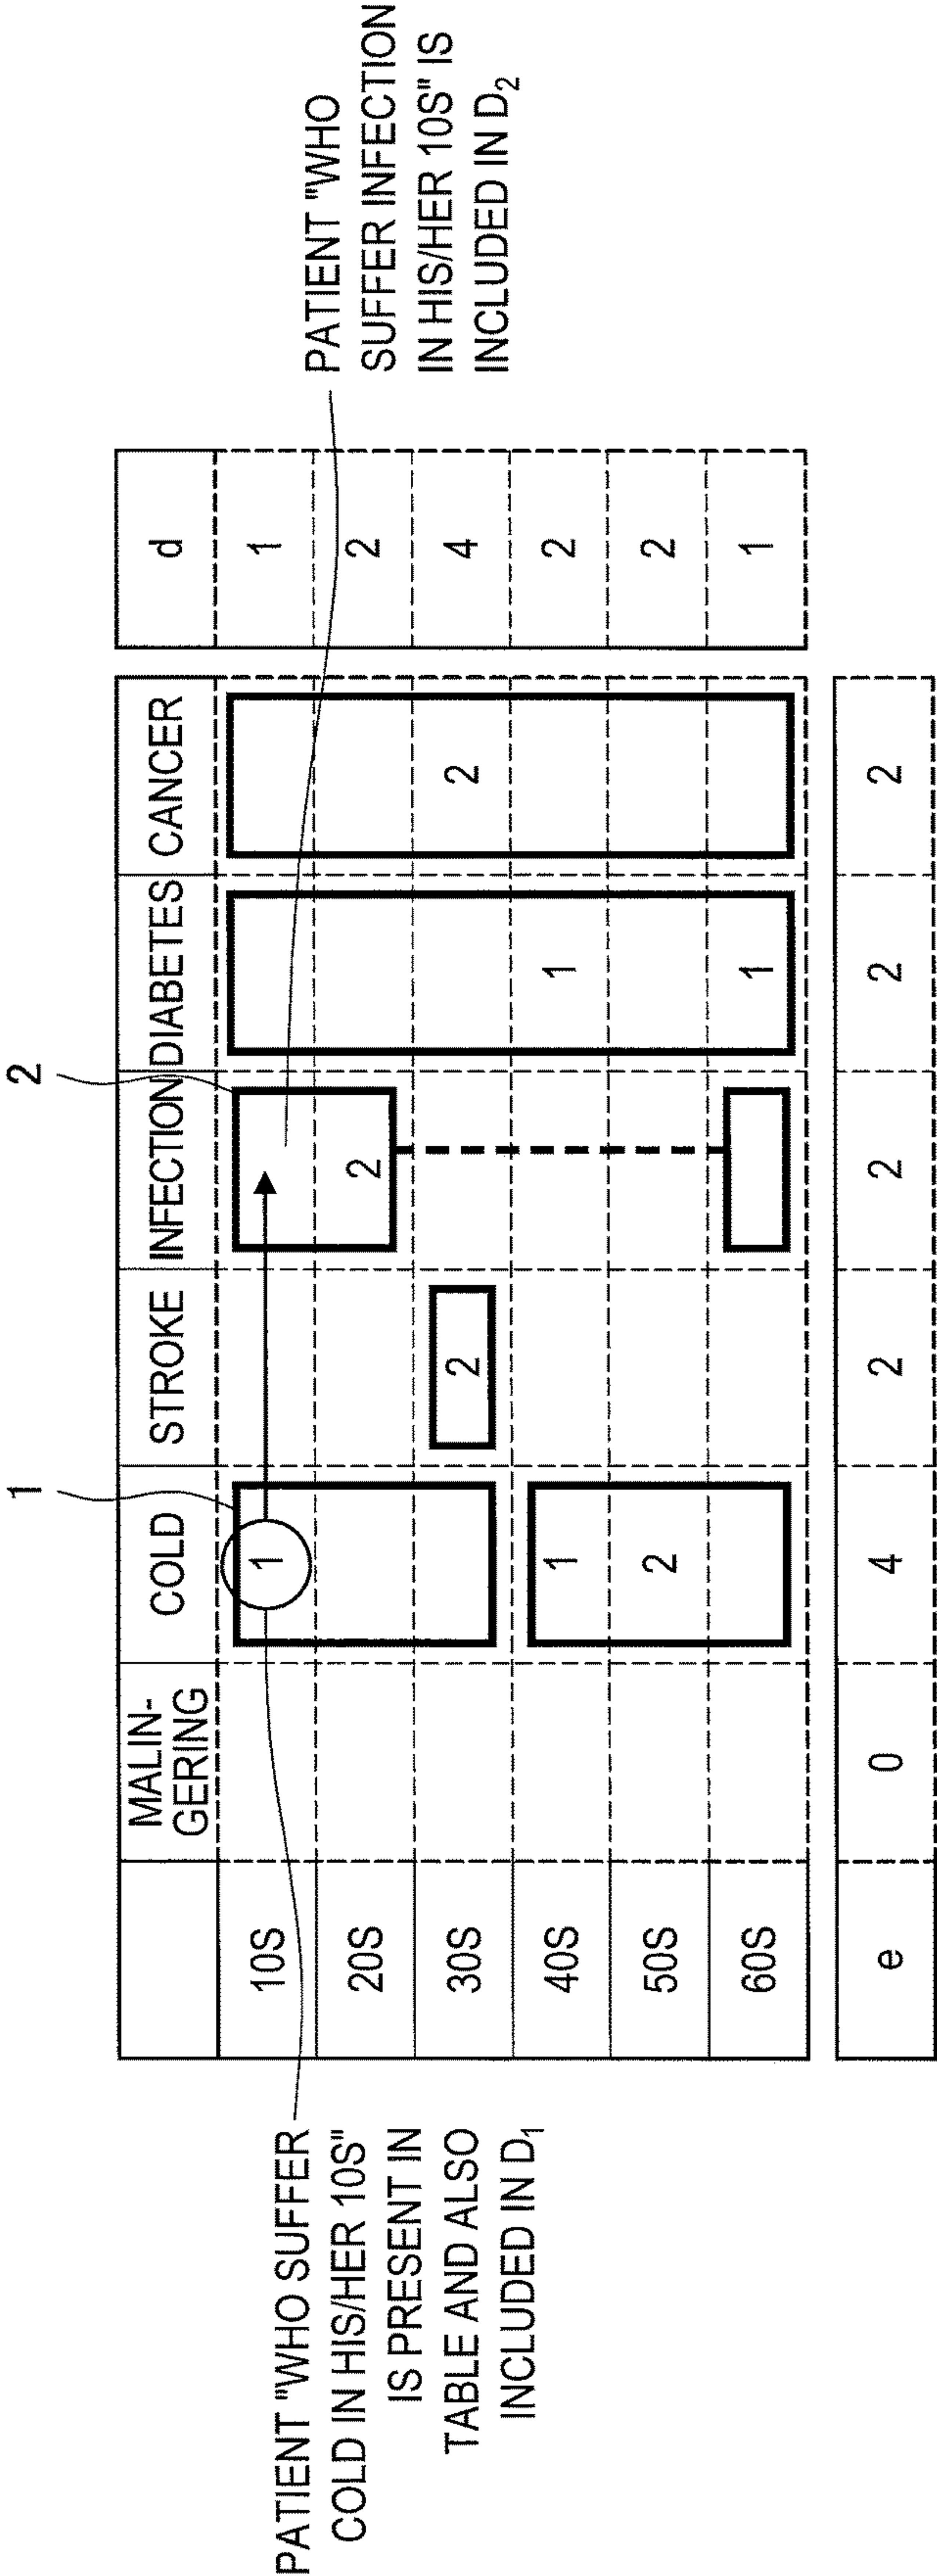 1
2
MALIN-
GERING COLD STROKE INFECTION DIABETES CANCER d
10S 1 1
20S 2 2
30S 2 2 4
40S 1 1 2
50S 2 2
60S 1 1
e 0 4 2 2 2 2
PATIENT "WHO SUFFER
COLD IN HIS/HER 10S"
IS PRESENT IN
TABLE AND ALSO
INCLUDED IN D₁
PATIENT "WHO
SUFFER INFECTION
IN HIS/HER 10S" IS
INCLUDED IN D₂